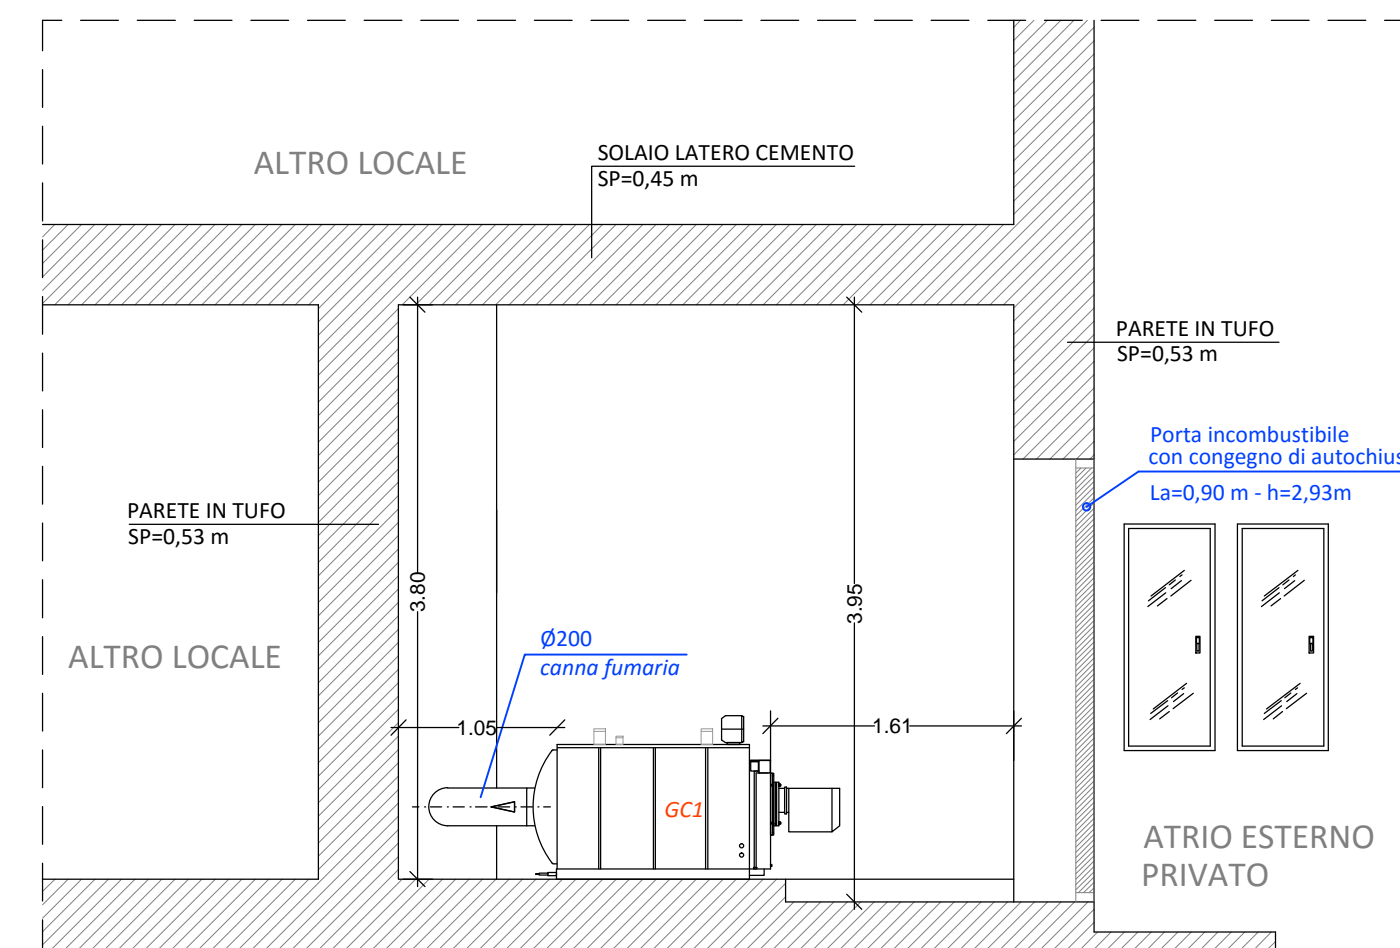 ALTRO LOCALE
SOLAIO LATERO CEMENTO
SP=0,45 m
PARETE IN TUFO
SP=0,53 m
Porta incombustibile
con congegno di autochius
La=0,90 m - h=2,93m
PARETE IN TUFO
SP=0,53 m
3.80
3.95
ALTRO LOCALE
Ø200
canna fumaria
1.05
1.61
GC1
ATRIO ESTERNO
PRIVATO